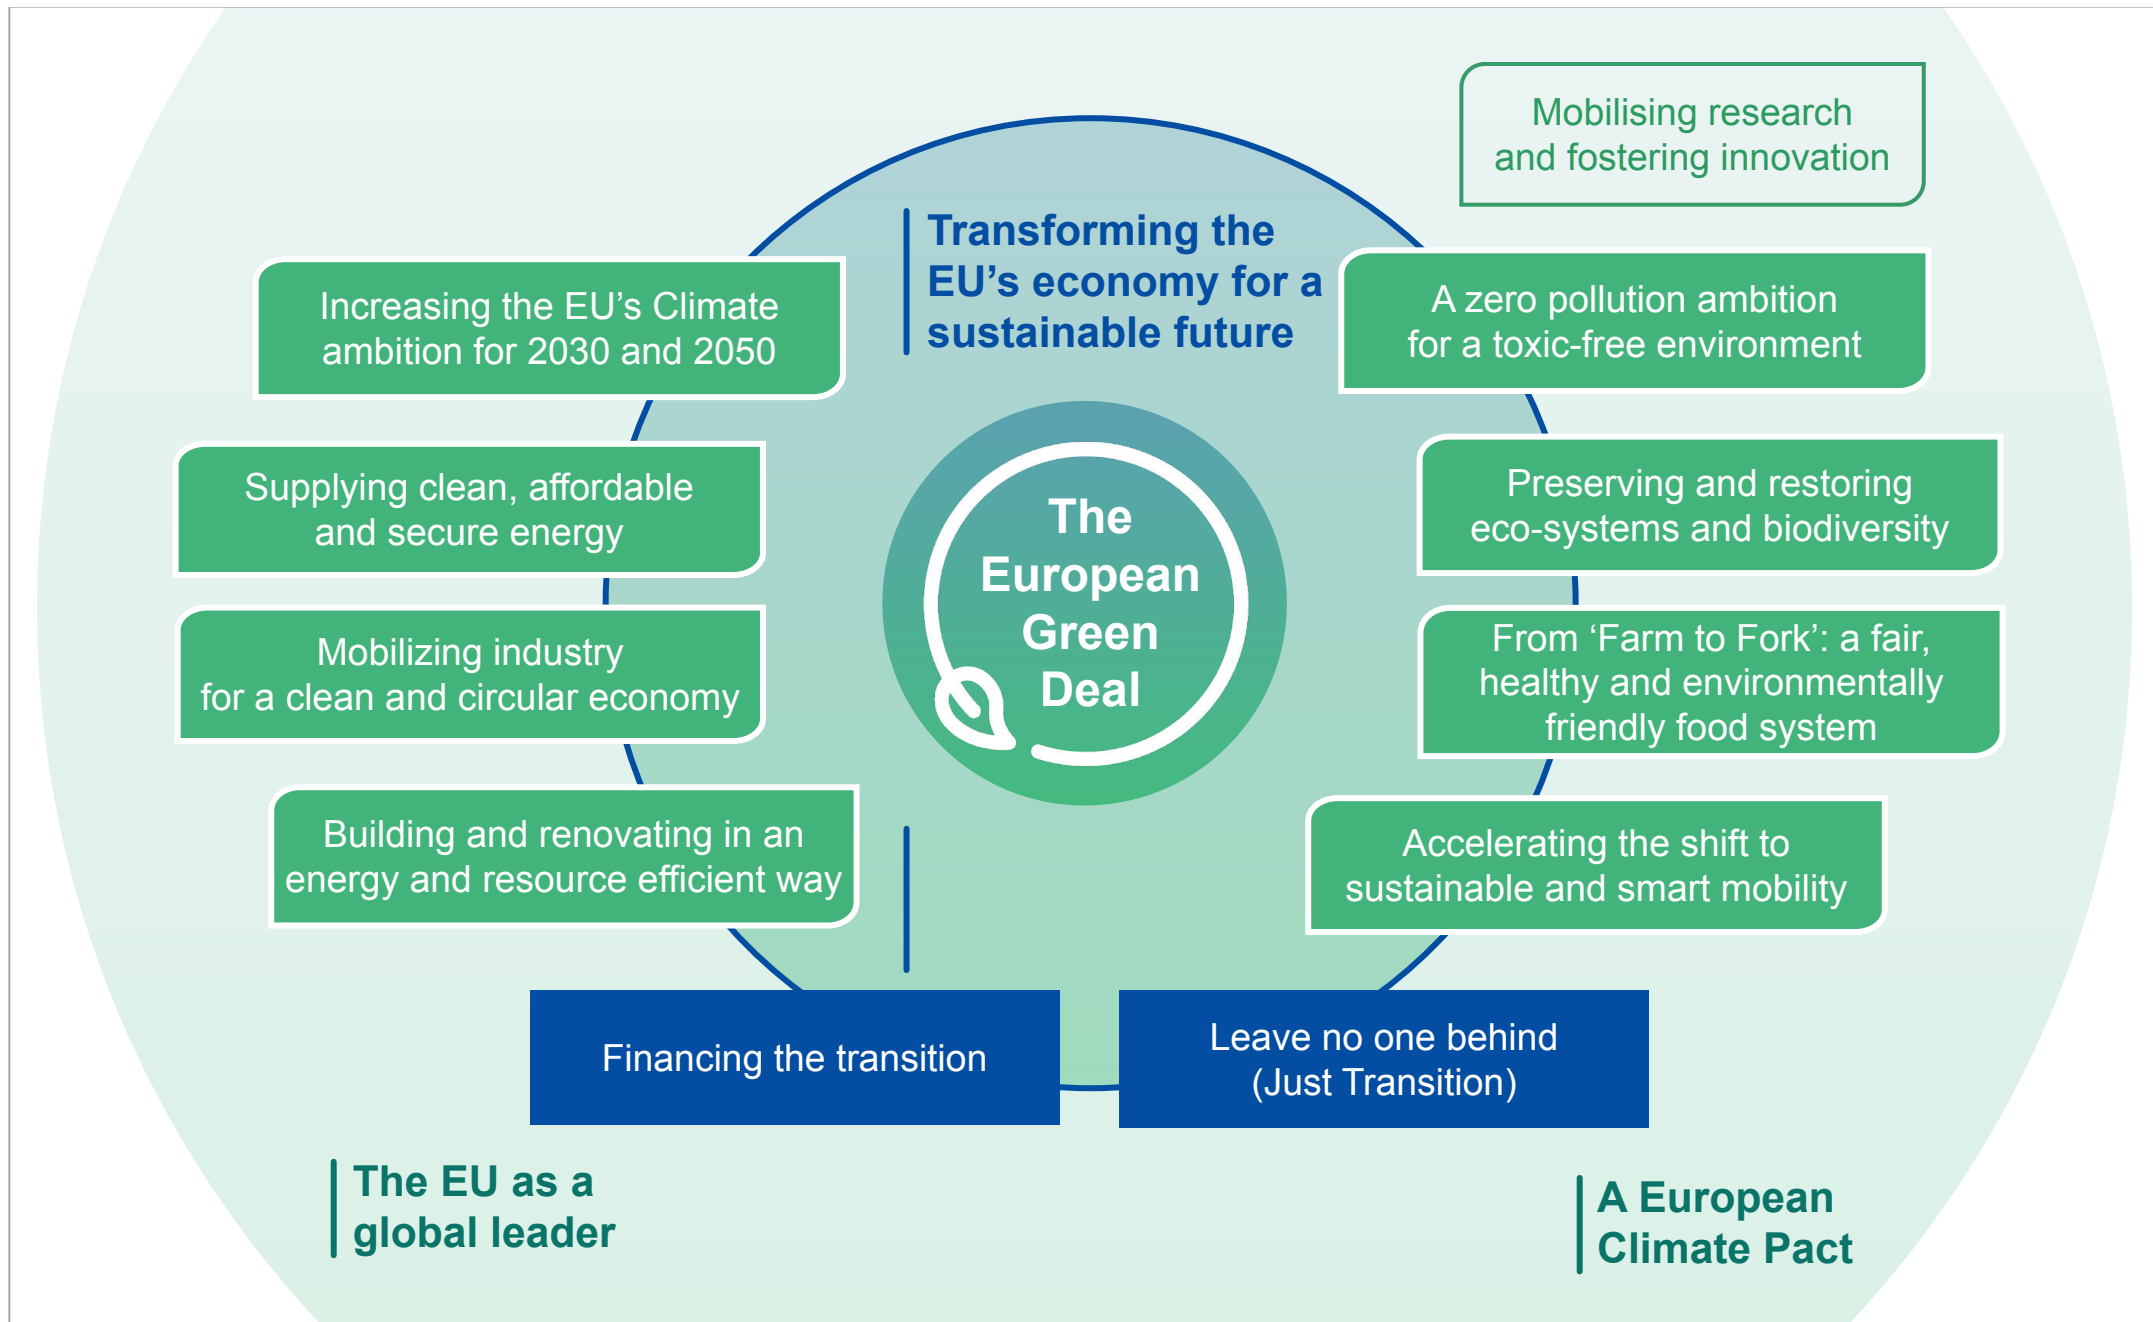 Mobilising research
and fostering innovation
Transforming the
EU’s economy for a
sustainable future
Increasing the EU’s Climate
ambition for 2030 and 2050
Supplying clean, affordable
and secure energy
Mobilizing industry
for a clean and circular economy
Building and renovating in an
energy and resource efficient way
The
European
Green
Deal
A zero pollution ambition
for a toxic-free environment
Preserving and restoring
eco-systems and biodiversity
From ‘Farm to Fork’: a fair,
healthy and environmentally
friendly food system
Accelerating the shift to
sustainable and smart mobility
Financing the transition
Leave no one behind
(Just Transition)
The EU as a
global leader
A European
Climate Pact